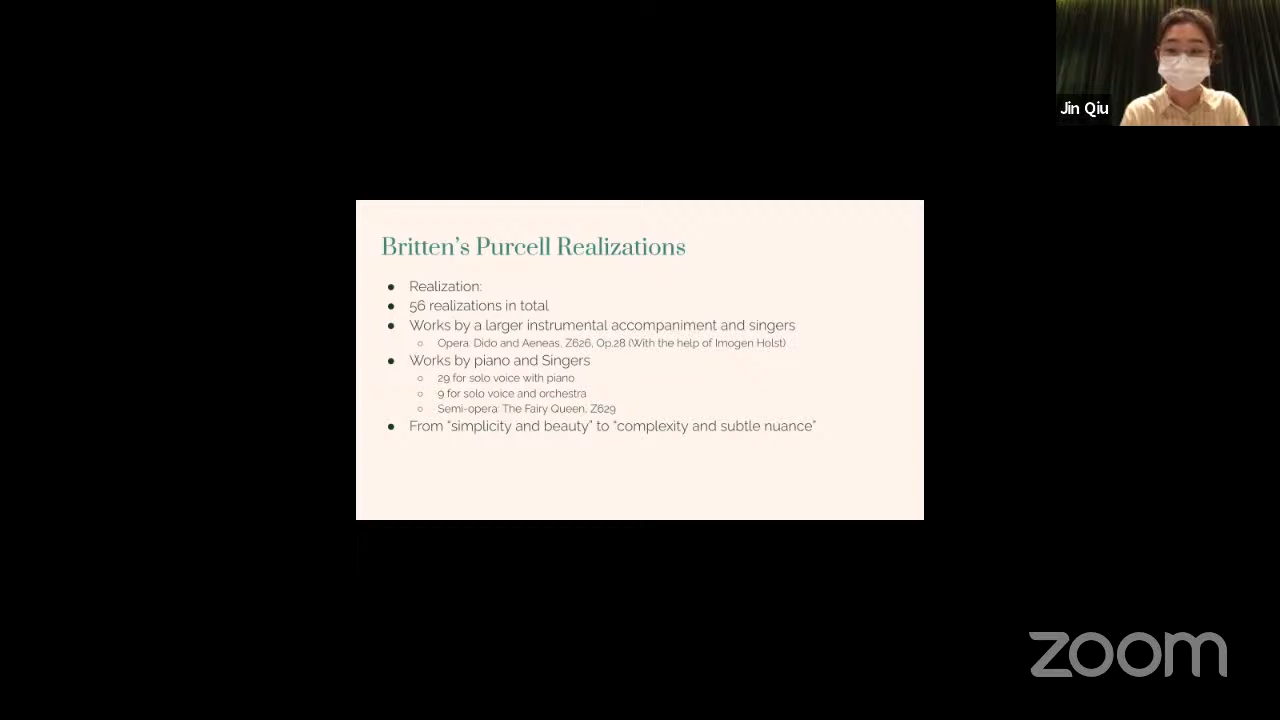 Jin Qiu
Britten's Purcell Realizations
● Realization:
● 56 realizations in total
● Works by a larger instrumental accompaniment and singers
○ Opera: Dido and Aeneas, Z626, Op.28 (With the help of Imogen Holst)
● Works by piano and Singers
○ 29 for solo voice with piano
○ 9 for solo voice and orchestra
○ Semi-opera: The Fairy Queen, Z629
● From "simplicity and beauty" to "complexity and subtle nuance"
zoom